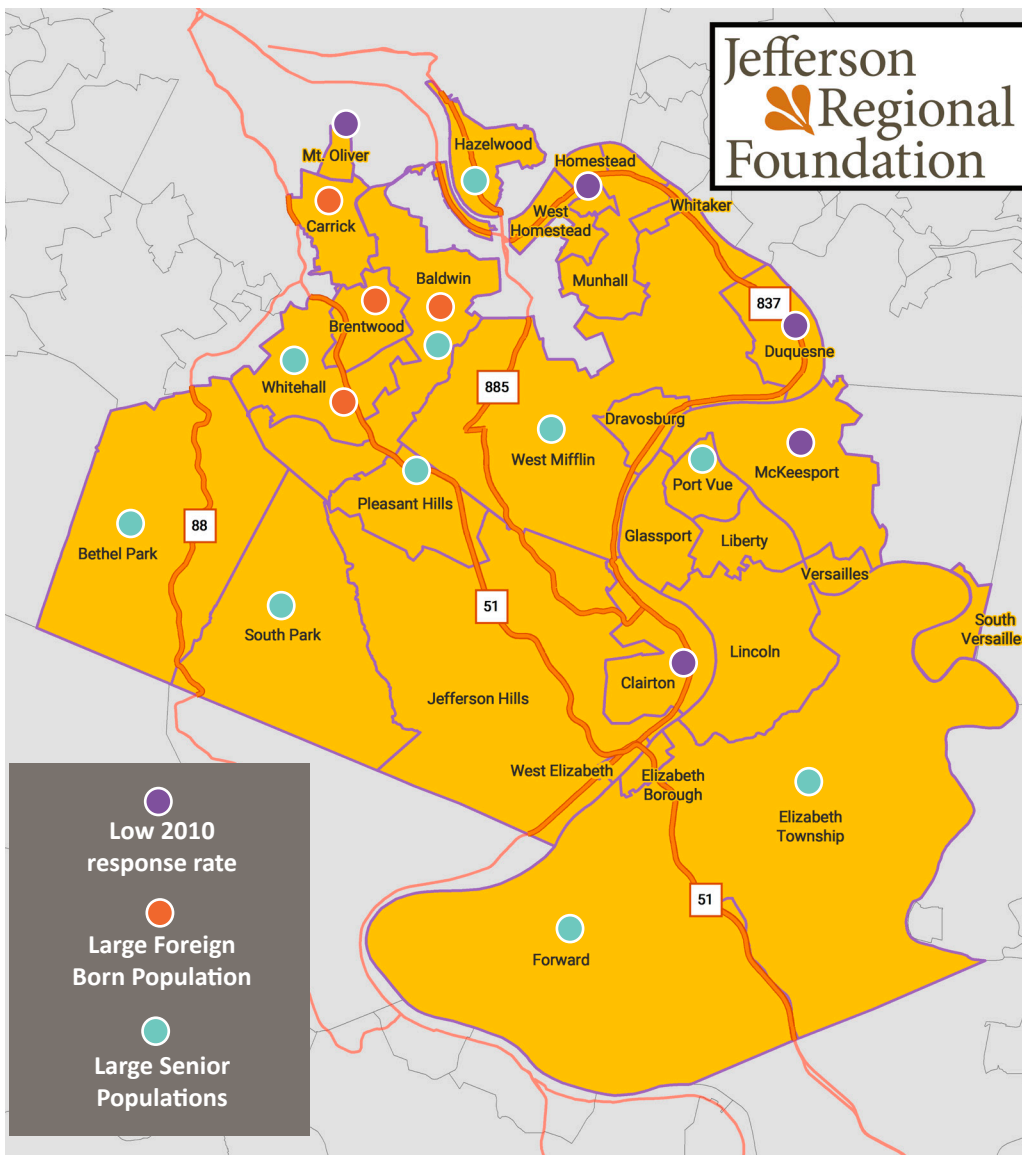 Jefferson
Regional
Foundation
Mt. Oliver
Hazelwood
Homestead
Carrick
West
Homestead
Whitaker
Munhall
Baldwin
837
Brentwood
Duquesne
Whitehall
885
Dravosburg
West Mifflin
McKeesport
Port Vue
Pleasant Hills
88
Bethel Park
Glassport
Liberty
Versailles
51
South Park
South
Versailles
Lincoln
Clairton
Jefferson Hills
West Elizabeth
Elizabeth
Borough
Elizabeth
Township
51
Forward
Low 2010
response rate
Large Foreign
Born Population
Large Senior
Populations